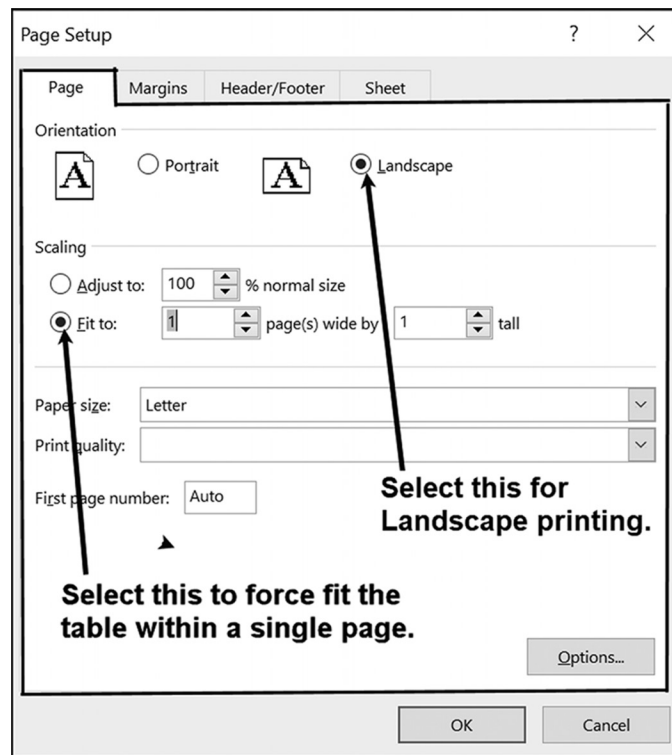 Page Setup ? X
Page Margins Header/Footer Sheet
Orientation
A Portrait A Landscape
Scaling
Adjust to: 100 % normal size
Fit to: 1 page(s) wide by 1 tall
Paper size: Letter
Print quality:
First page number: Auto
Select this for
Landscape printing.
Select this to force fit the
table within a single page.
Options...
OK Cancel